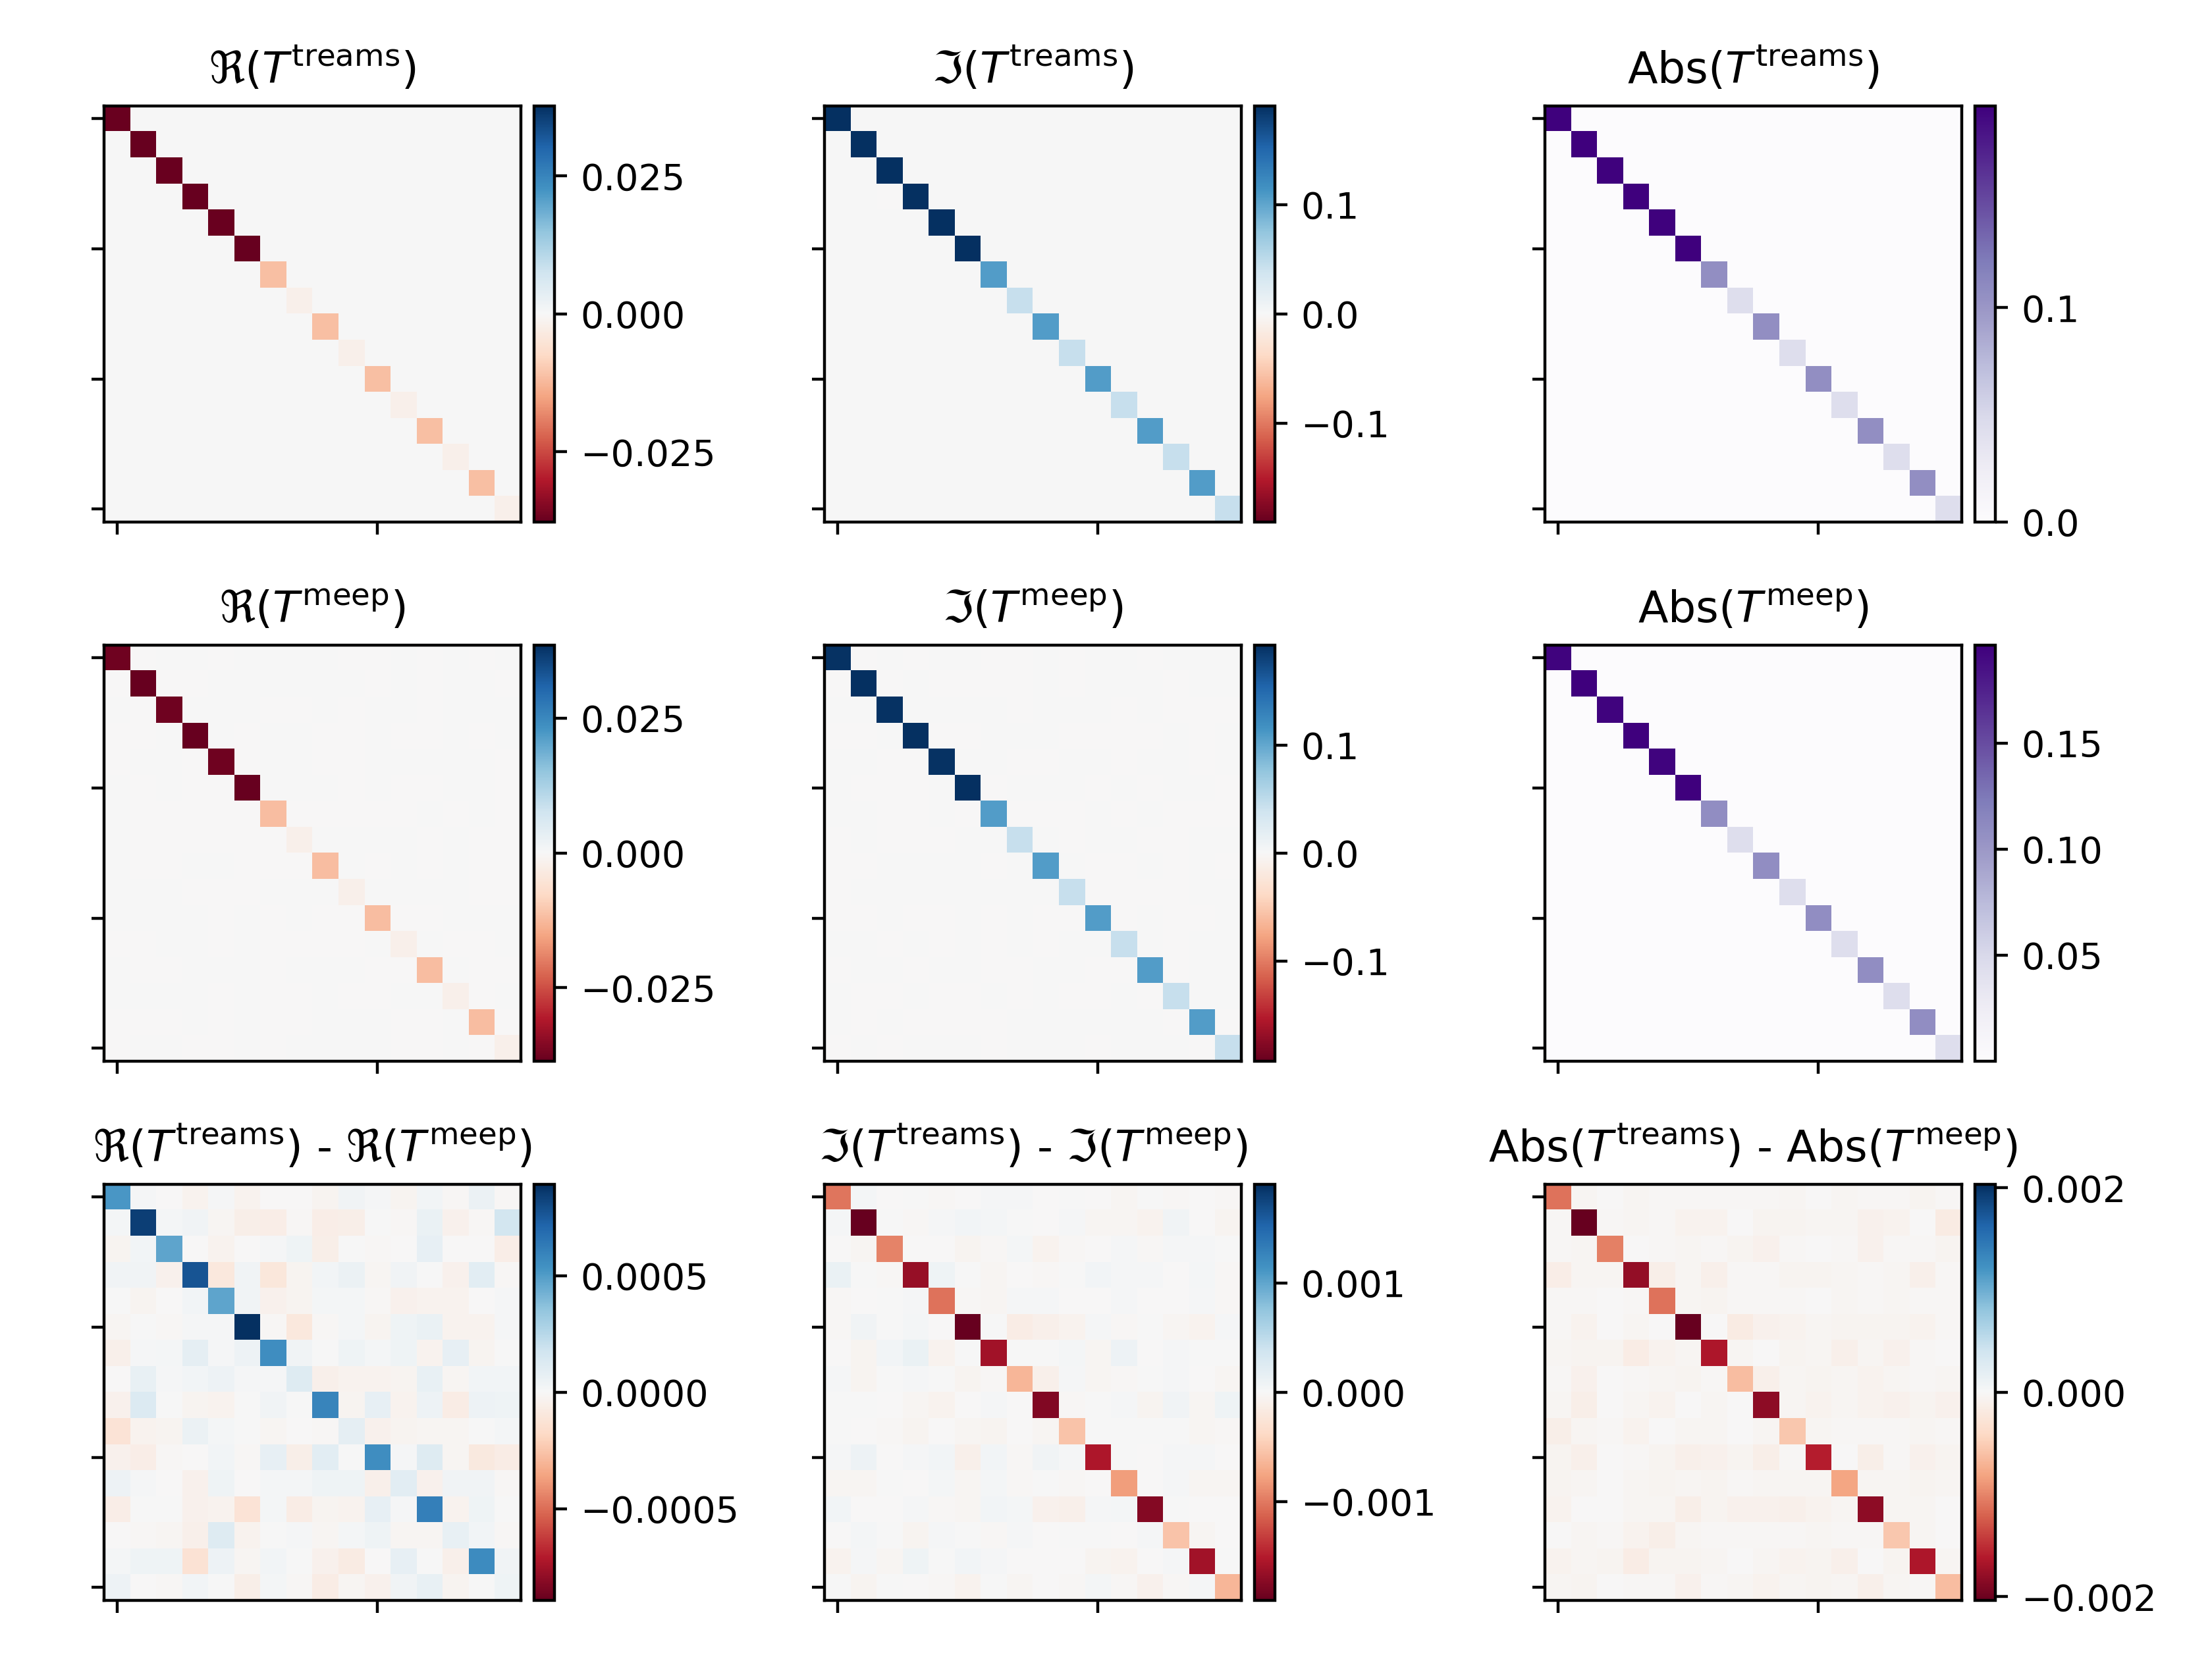 ℜ(T^treams)
0.025
0.000
−0.025
ℑ(T^treams)
0.1
0.0
−0.1
Abs(T^treams)
0.1
0.0
ℜ(T^meep)
0.025
0.000
−0.025
ℑ(T^meep)
0.1
0.0
−0.1
Abs(T^meep)
0.15
0.10
0.05
ℜ(T^treams) - ℜ(T^meep)
0.0005
0.0000
−0.0005
ℑ(T^treams) - ℑ(T^meep)
0.001
0.000
−0.001
Abs(T^treams) - Abs(T^meep)
0.002
0.000
−0.002